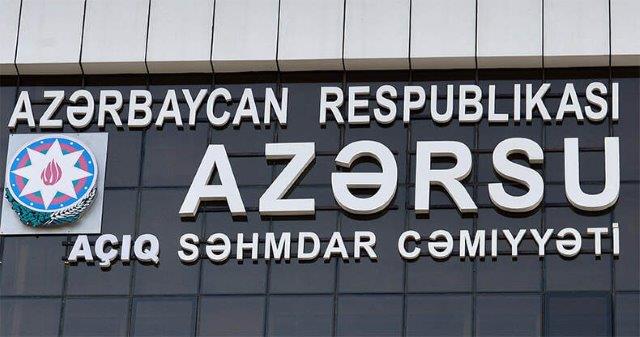 AZƏRBAYCAN RESPUBLİKASI
AZƏRSU
AÇIQ SƏHMDAR CƏMİYYƏTİ